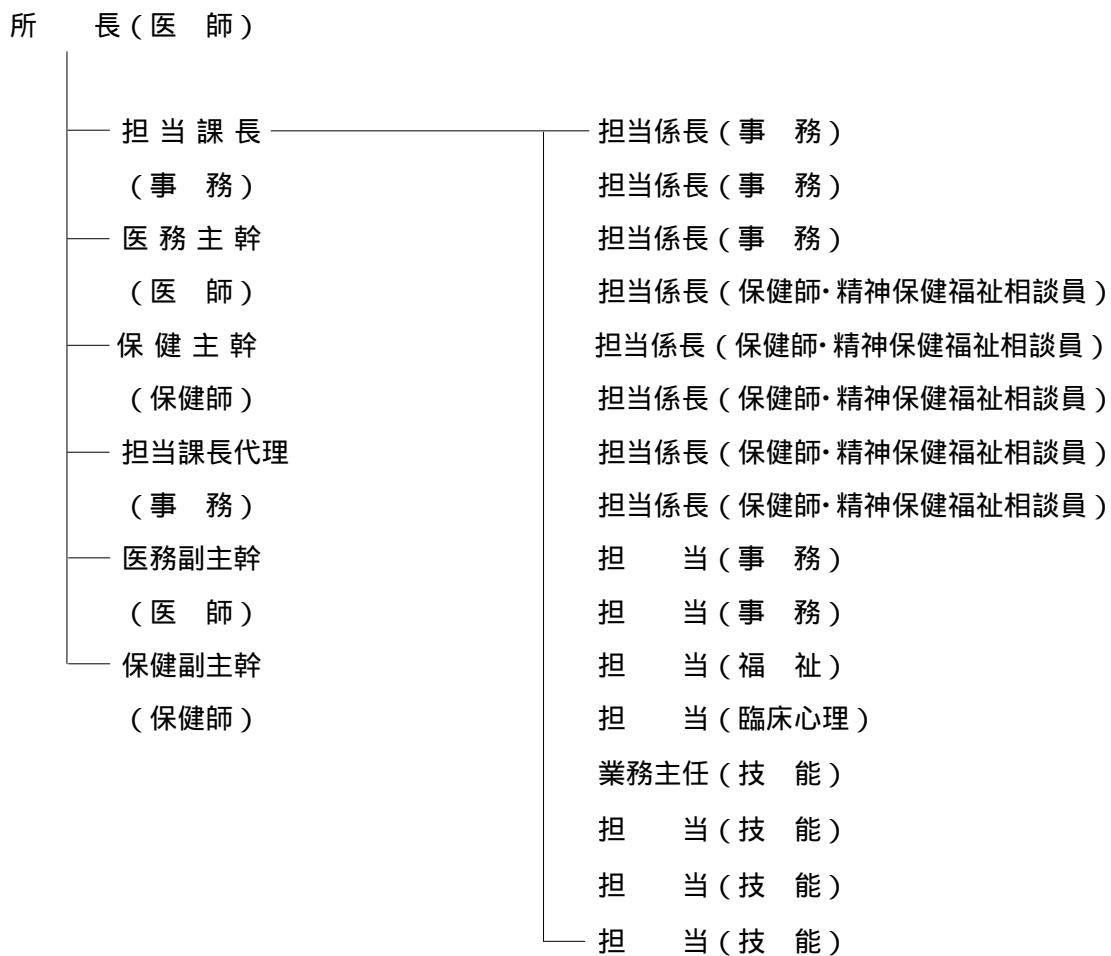 所　　長（医　師）
担 当 課 長
（事　務）
医 務 主 幹
（医　師）
保 健 主 幹
（保健師）
担当課長代理
（事　務）
医務副主幹
（医　師）
保健副主幹
（保健師）
担当係長（事　務）
担当係長（事　務）
担当係長（事　務）
担当係長（保健師・精神保健福祉相談員）
担当係長（保健師・精神保健福祉相談員）
担当係長（保健師・精神保健福祉相談員）
担当係長（保健師・精神保健福祉相談員）
担当係長（保健師・精神保健福祉相談員）
担　　当（事　務）
担　　当（事　務）
担　　当（福　祉）
担　　当（臨床心理）
業務主任（技　能）
担　　当（技　能）
担　　当（技　能）
担　　当（技　能）